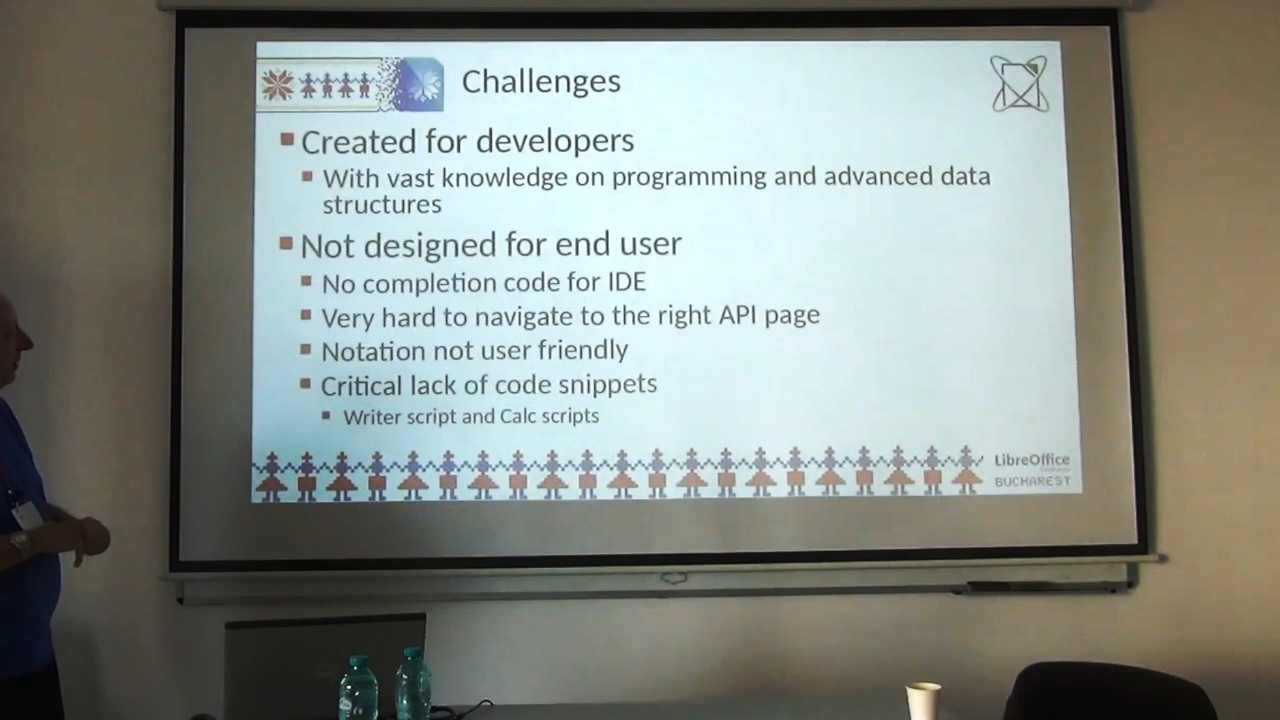 Challenges
Created for developers
With vast knowledge on programming and advanced data
structures
Not designed for end user
No completion code for IDE
Very hard to navigate to the right API page
Notation not user friendly
Critical lack of code snippets
Writer script and Calc scripts
LibreOffice
BUCHAREST